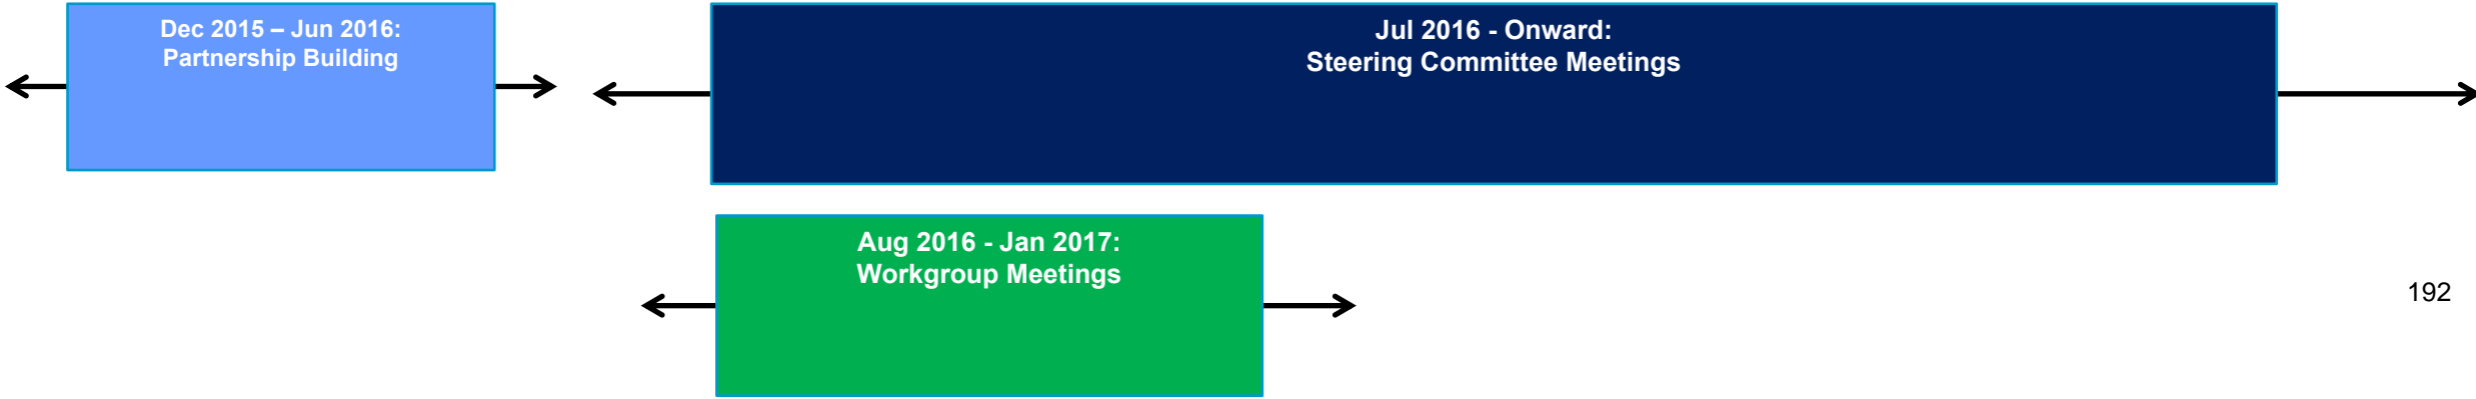 Dec 2015 – Jun 2016:
Partnership Building
Jul 2016 - Onward:
Steering Committee Meetings
Aug 2016 - Jan 2017:
Workgroup Meetings
192